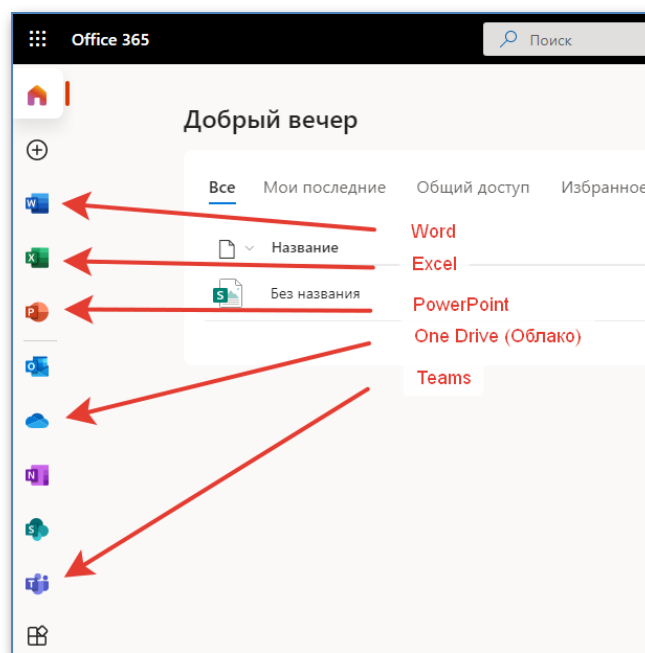 Office 365
Поиск
Добрый вечер
Все Мои последние Общий доступ Избранное
Word
Название
Excel
Без названия
PowerPoint
One Drive (Облако)
Teams